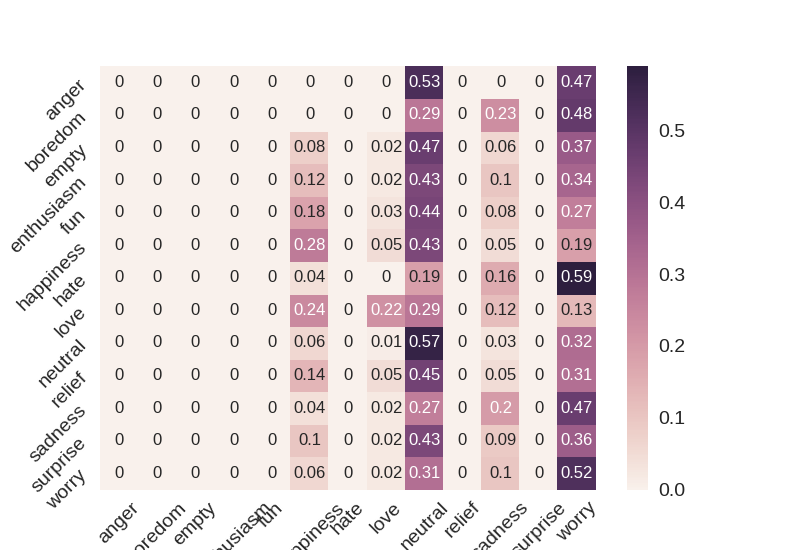 anger 0 0 0 0 0 0 0 0 0.53 0 0 0 0.47
boredom 0 0 0 0 0 0 0 0 0.29 0 0.23 0 0.48
empty 0 0 0 0 0 0.08 0 0.02 0.47 0 0.06 0 0.37
enthusiasm 0 0 0 0 0 0.12 0 0.02 0.43 0 0.1 0 0.34
fun 0 0 0 0 0 0.18 0 0.03 0.44 0 0.08 0 0.27
happiness 0 0 0 0 0 0.28 0 0.05 0.43 0 0.05 0 0.19
hate 0 0 0 0 0 0.04 0 0 0.19 0 0.16 0 0.59
love 0 0 0 0 0 0.24 0 0.22 0.29 0 0.12 0 0.13
neutral 0 0 0 0 0 0.06 0 0.01 0.57 0 0.03 0 0.32
relief 0 0 0 0 0 0.14 0 0.05 0.45 0 0.05 0 0.31
sadness 0 0 0 0 0 0.04 0 0.02 0.27 0 0.2 0 0.47
surprise 0 0 0 0 0 0.1 0 0.02 0.43 0 0.09 0 0.36
worry 0 0 0 0 0 0.06 0 0.02 0.31 0 0.1 0 0.52
anger oredom empty husiasm fun ppiness hate love neutral relief sadness surprise worry
0.5
0.4
0.3
0.2
0.1
0.0